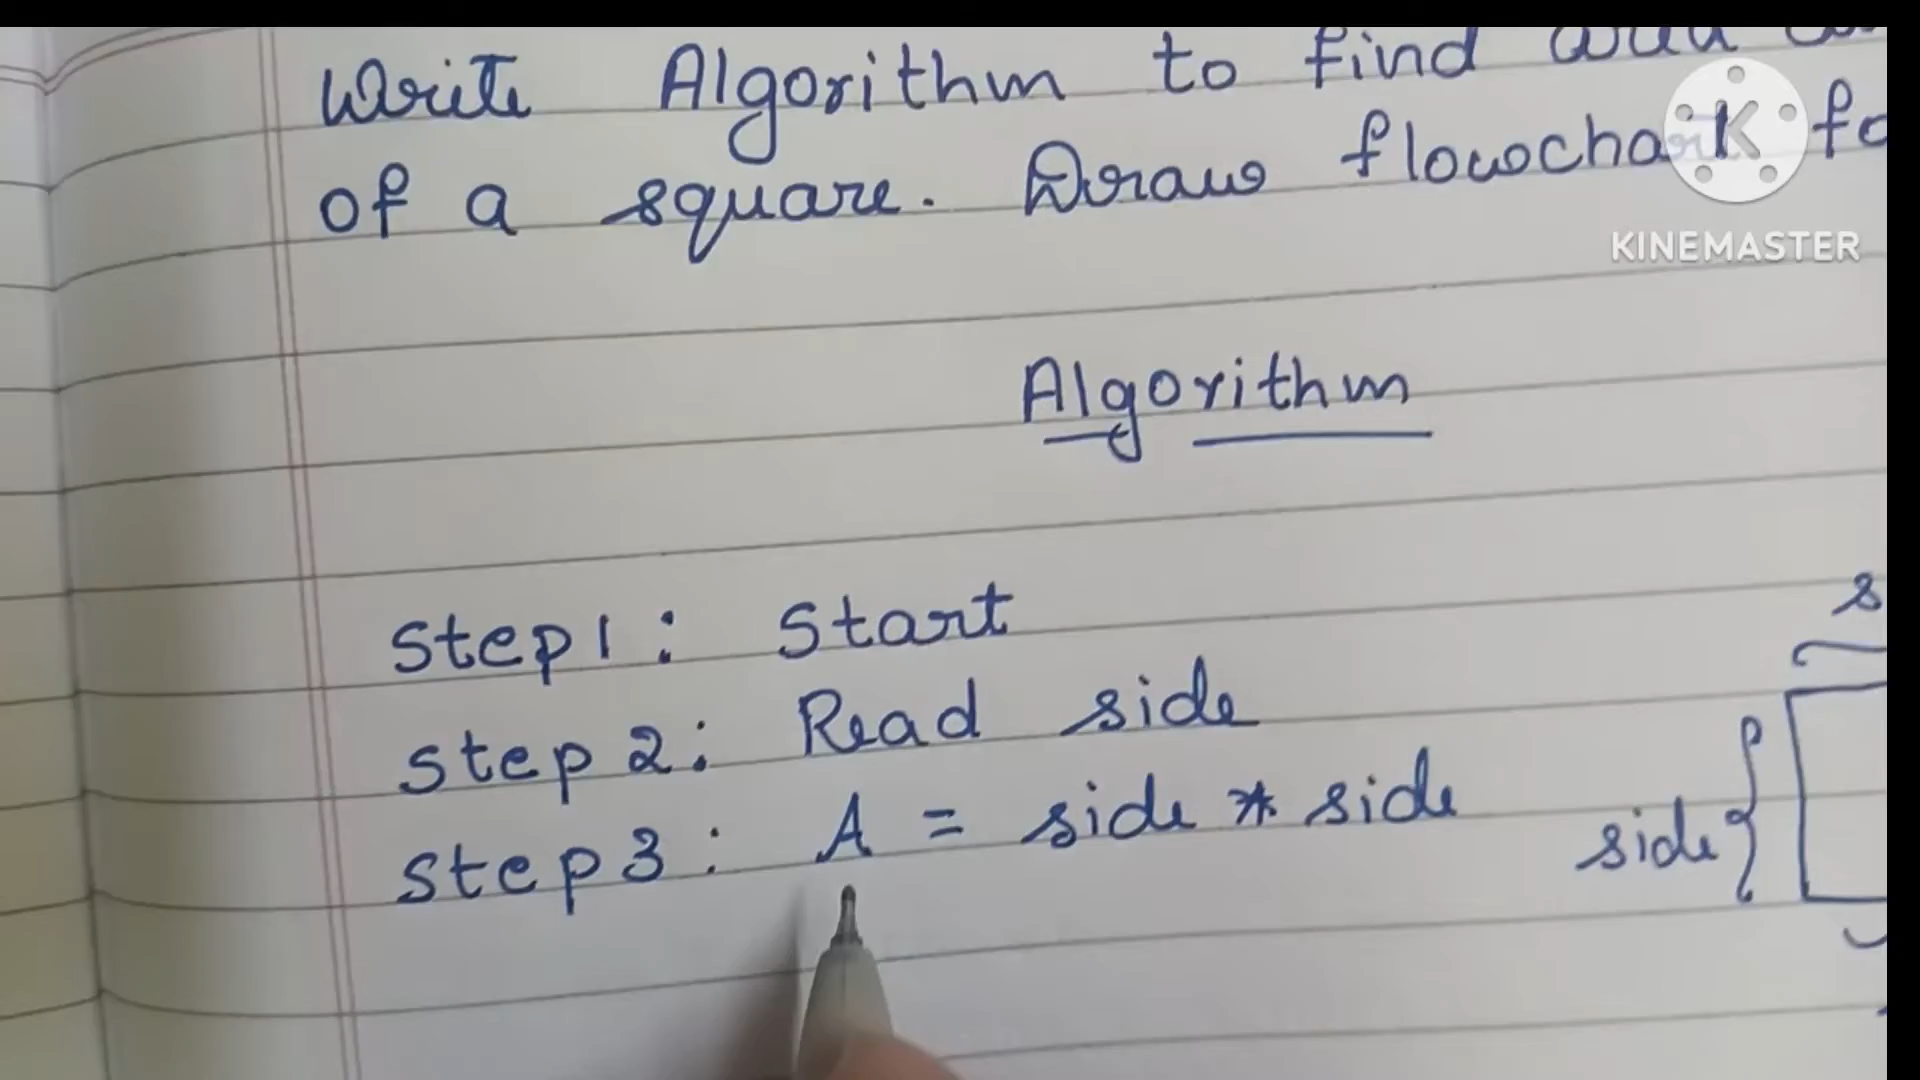 Write Algorithm to find area
of a square. Draw flowchart
KINEMASTER
Algorithm
Step1: Start
Step 2: Read side
Step3: A = side * side
side